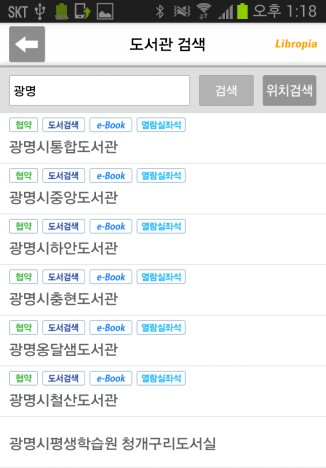 SKT 오후 1:18
도서관 검색 Libropia
광명 검색 위치검색
협약 도서검색 e-Book 열람실좌석
광명시통합도서관
협약 도서검색 e-Book 열람실좌석
광명시중앙도서관
협약 도서검색 e-Book 열람실좌석
광명시하안도서관
협약 도서검색 e-Book 열람실좌석
광명시충현도서관
협약 도서검색 e-Book 열람실좌석
광명옹달샘도서관
협약 도서검색 e-Book 열람실좌석
광명시철산도서관
광명시평생학습원 청개구리도서실